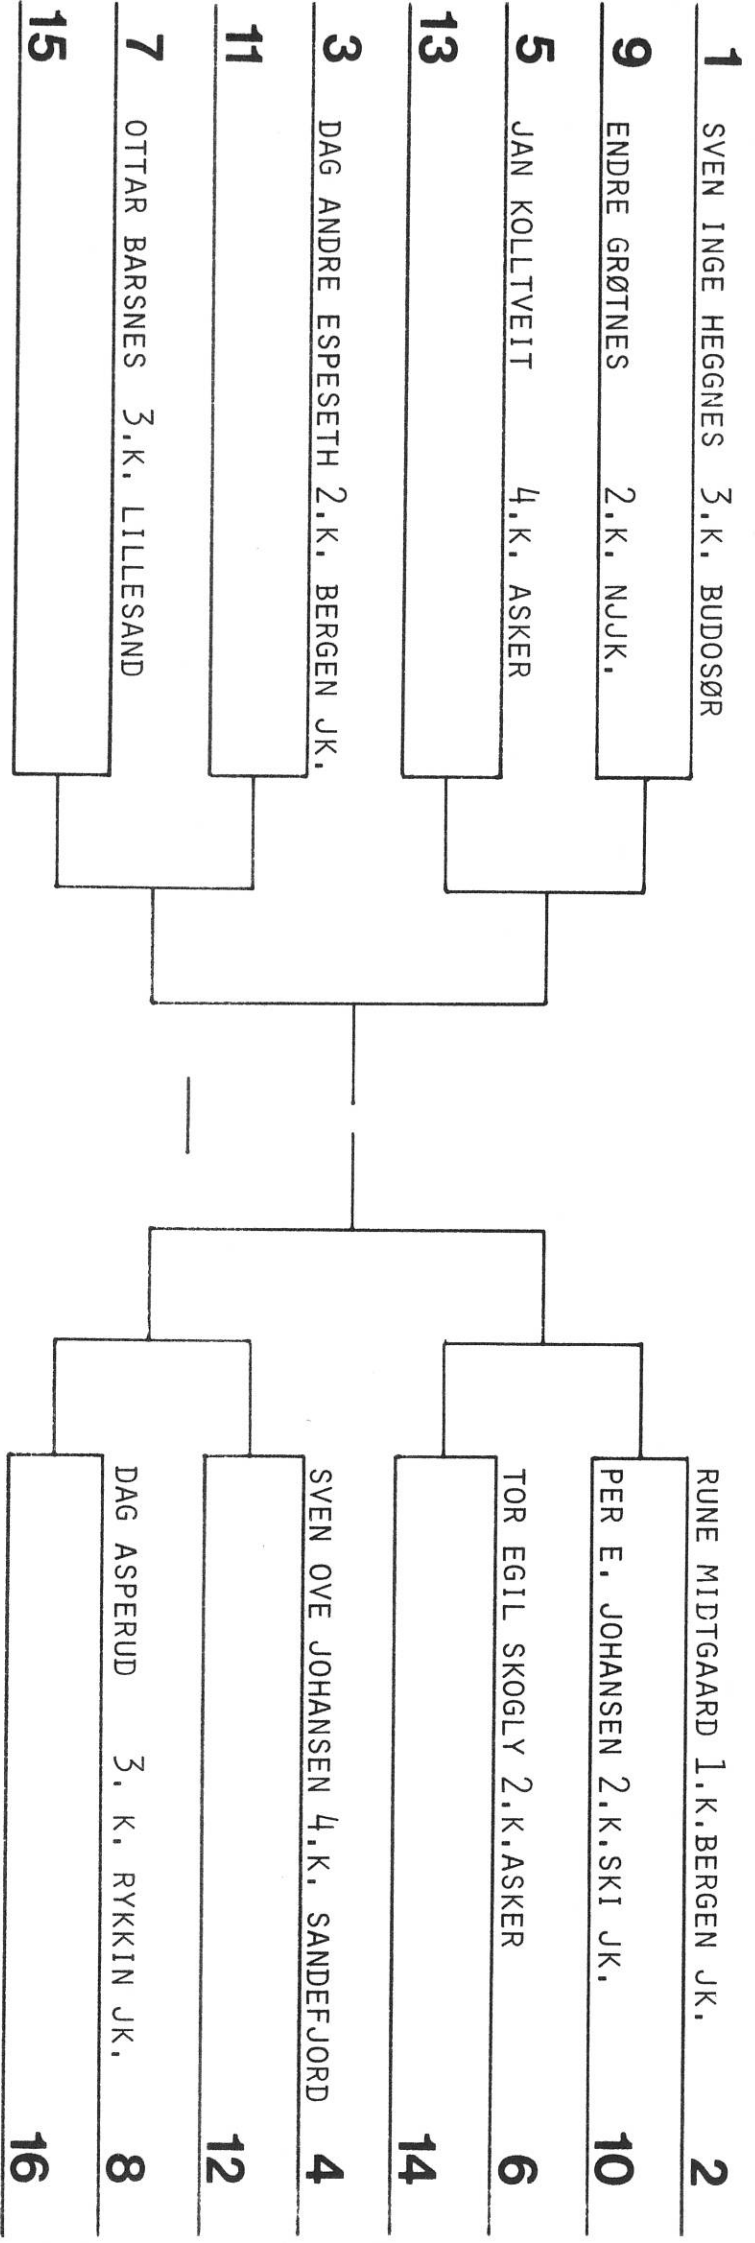 1 SVEN INGE HEGGNES 3.K. BUDOSØR
9 ENDRE GRØTNES 2.K. NJJK.
5 JAN KOLLTVEIT 4.K. ASKER
13
3 DAG ANDRE ESPESETH 2.K. BERGEN JK.
11
7 OTTAR BARSNES 3.K. LILLESAND
15
RUNE MIDTGAARD 1.K.BERGEN JK. 2
PER E. JOHANSEN 2.K.SKI JK. 10
TOR EGIL SKOGLY 2.K.ASKER 6
14
SVEN OVE JOHANSEN 4.K. SANDEFJORD 4
12
DAG ASPERUD 3. K. RYKKIN JK. 8
16